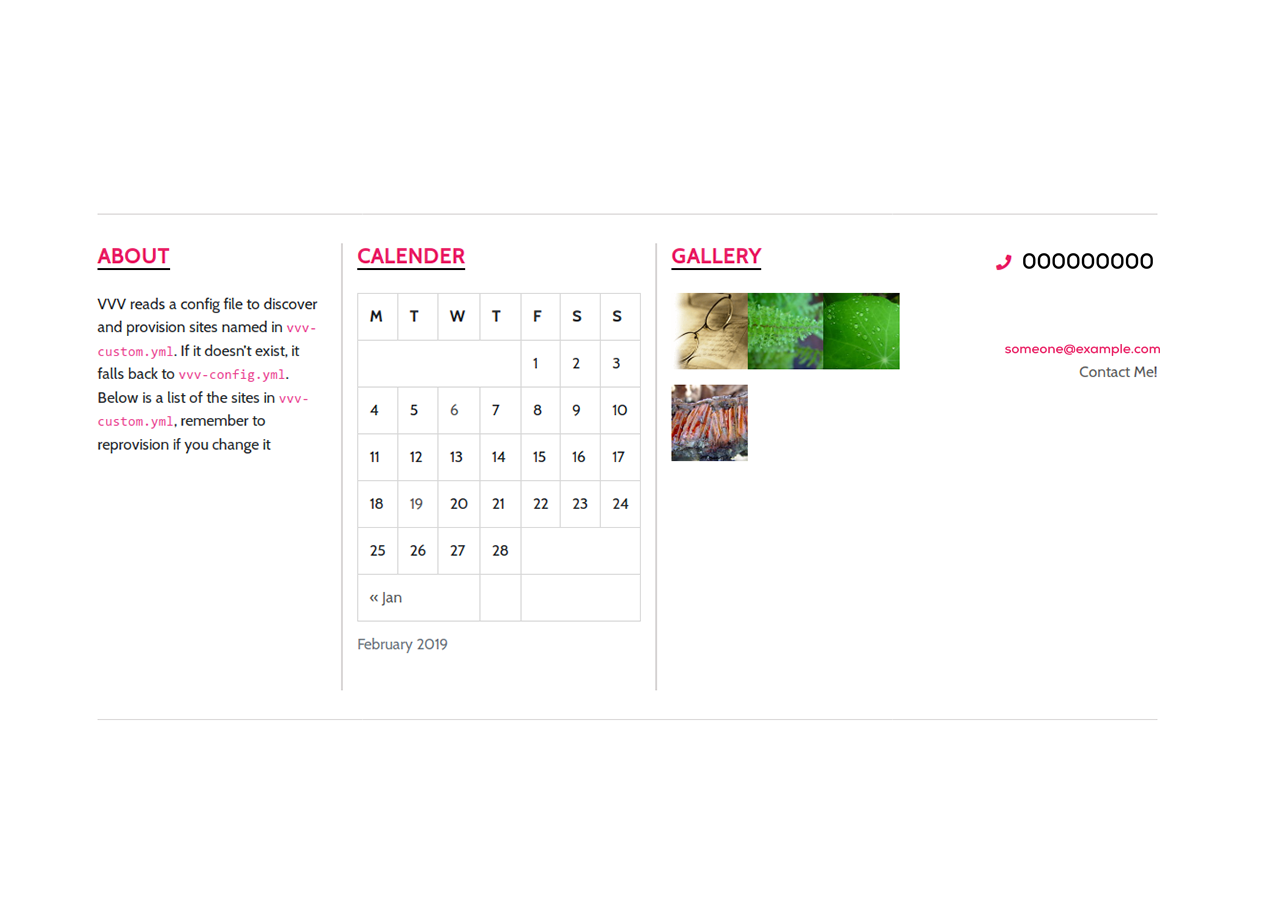 ABOUT
VVV reads a config file to discover
and provision sites named in vvv-
custom.yml. If it doesn't exist, it
falls back to vvv-config.yml.
Below is a list of the sites in vvv-
custom.yml, remember to
reprovision if you change it
CALENDER
M T W T F S S
1 2 3
4 5 6 7 8 9 10
11 12 13 14 15 16 17
18 19 20 21 22 23 24
25 26 27 28
« Jan
February 2019
GALLERY
000000000
someone@example.com
Contact Me!